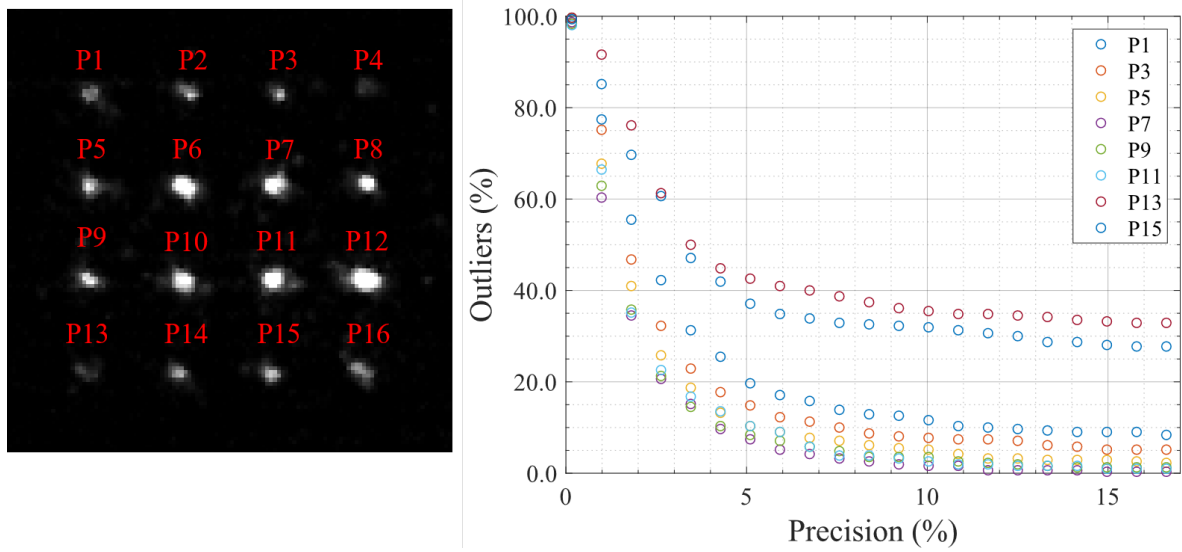 P1 P2 P3 P4
P5 P6 P7 P8
P9 P10 P11 P12
P13 P14 P15 P16
100.0
80.0
60.0
40.0
20.0
0.0
Outliers (%)
0 5 10 15
Precision (%)
P1
P3
P5
P7
P9
P11
P13
P15